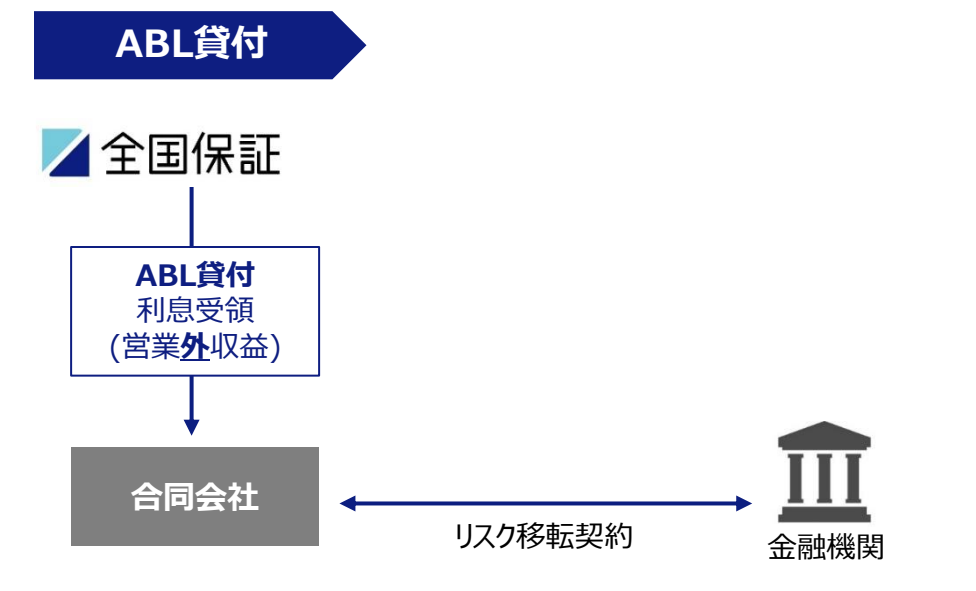 ABL貸付
全国保証
ABL貸付
利息受領
(営業外収益)
合同会社
リスク移転契約
金融機関